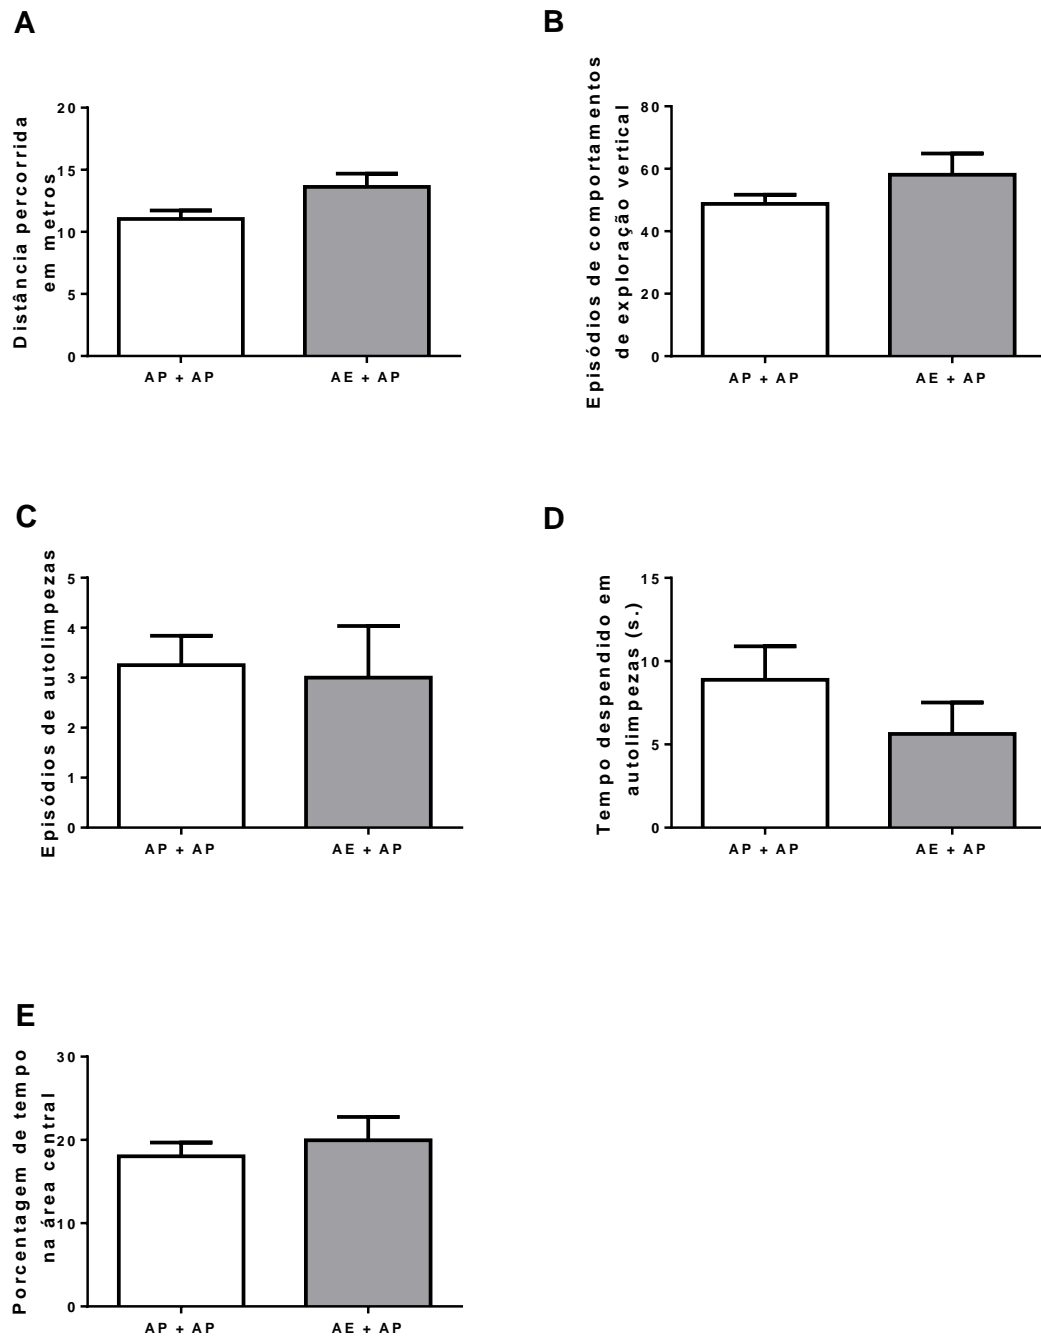 A
Distância percorrida
em metros
20
15
10
5
0
AP + AP
AE + AP
B
Episódios de comportamentos
de exploração vertical
80
60
40
20
0
AP + AP
AE + AP
C
Episódios de autolimpezas
5
4
3
2
1
0
AP + AP
AE + AP
D
Tempo despendido em
autolimpezas (s.)
15
10
5
0
AP + AP
AE + AP
E
Porcentagem de tempo
na área central
30
20
10
0
AP + AP
AE + AP